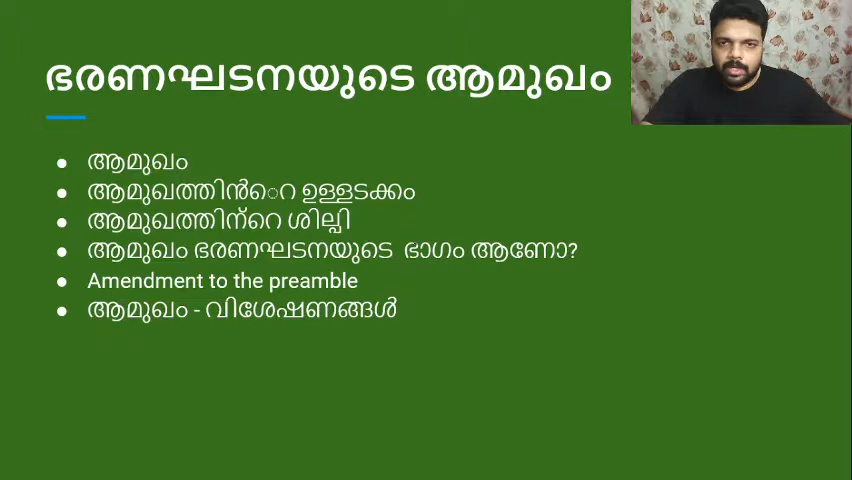 ഭരണഘടനയുടെ ആമുഖം
● ആമുഖം
● ആമുഖത്തിൻെറ ഉള്ളടക്കം
● ആമുഖത്തിന്റെ ശില്പി
● ആമുഖം ഭരണഘടനയുടെ ഭാഗം ആണോ?
● Amendment to the preamble
● ആമുഖം - വിശേഷണങ്ങൾ